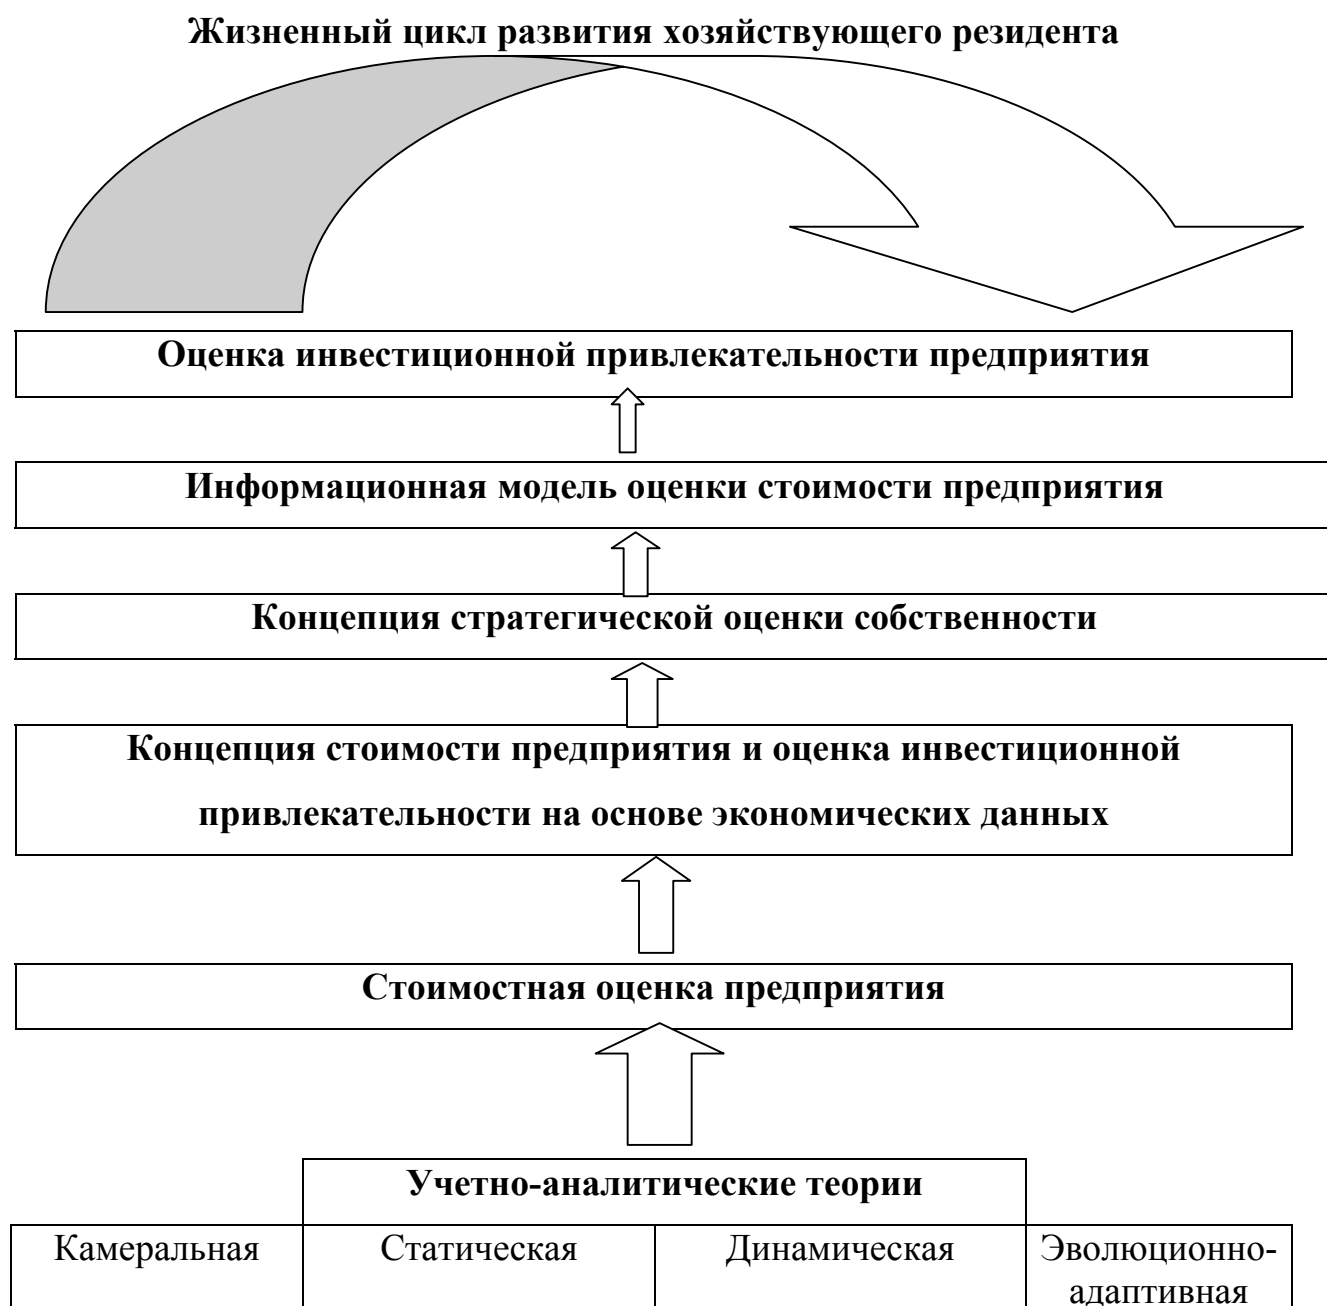 Жизненный цикл развития хозяйствующего резидента
Оценка инвестиционной привлекательности предприятия
Информационная модель оценки стоимости предприятия
Концепция стратегической оценки собственности
Концепция стоимости предприятия и оценка инвестиционной
привлекательности на основе экономических данных
Стоимостная оценка предприятия
Учетно-аналитические теории
Камеральная
Статическая
Динамическая
Эволюционно-
адаптивная